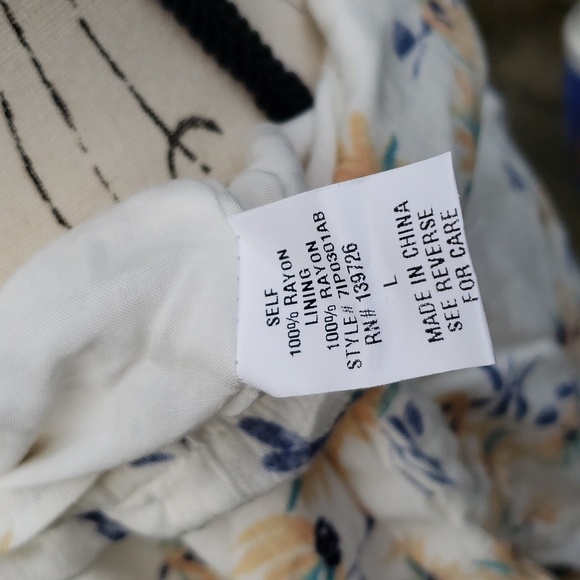 SELF
100% RAYON
LINING
100% RAYON
STYLE# 7IP0301AB
RN# 139726
L
MADE IN CHINA
SEE REVERSE
FOR CARE